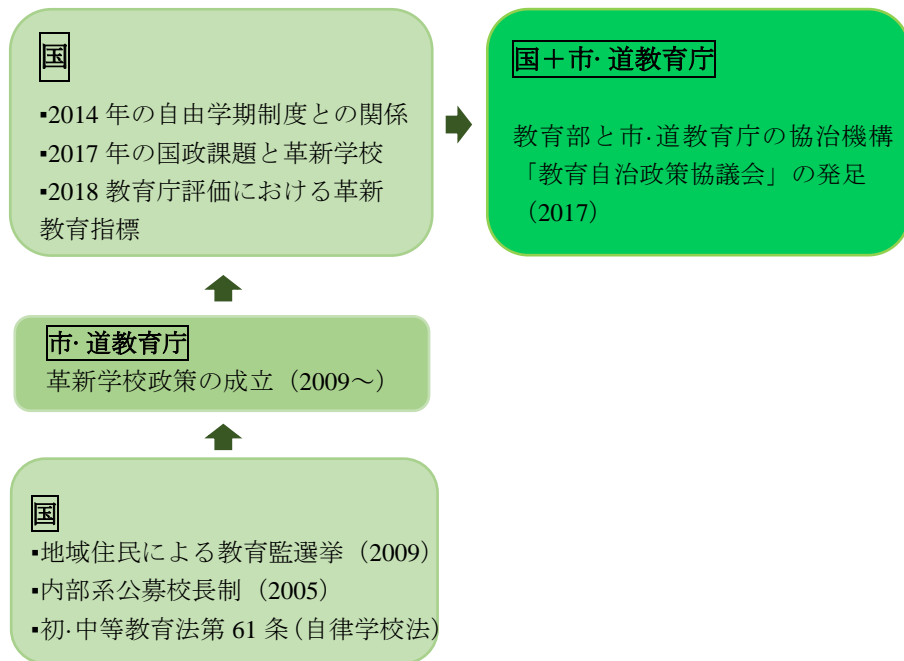 国
▪2014 年の自由学期制度との関係
▪2017 年の国政課題と革新学校
▪2018 教育庁評価における革新
教育指標
国＋市·道教育庁
教育部と市·道教育庁の協治機構
「教育自治政策協議会」の発足
（2017）
市·道教育庁
革新学校政策の成立（2009～）
国
▪地域住民による教育監選挙（2009）
▪内部系公募校長制（2005）
▪初·中等教育法第 61 条（自律学校法）